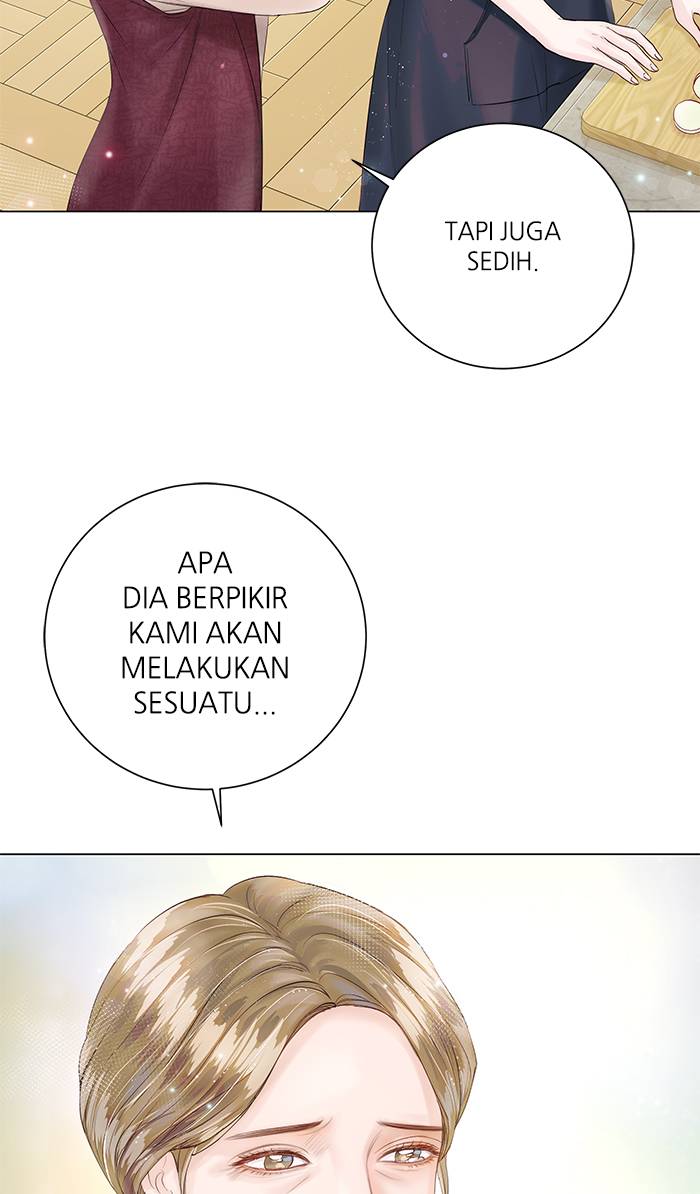 TAPI JUGA
SEDIH.
APA
DIA BERPIKIR
KAMI AKAN
MELAKUKAN
SESUATU...